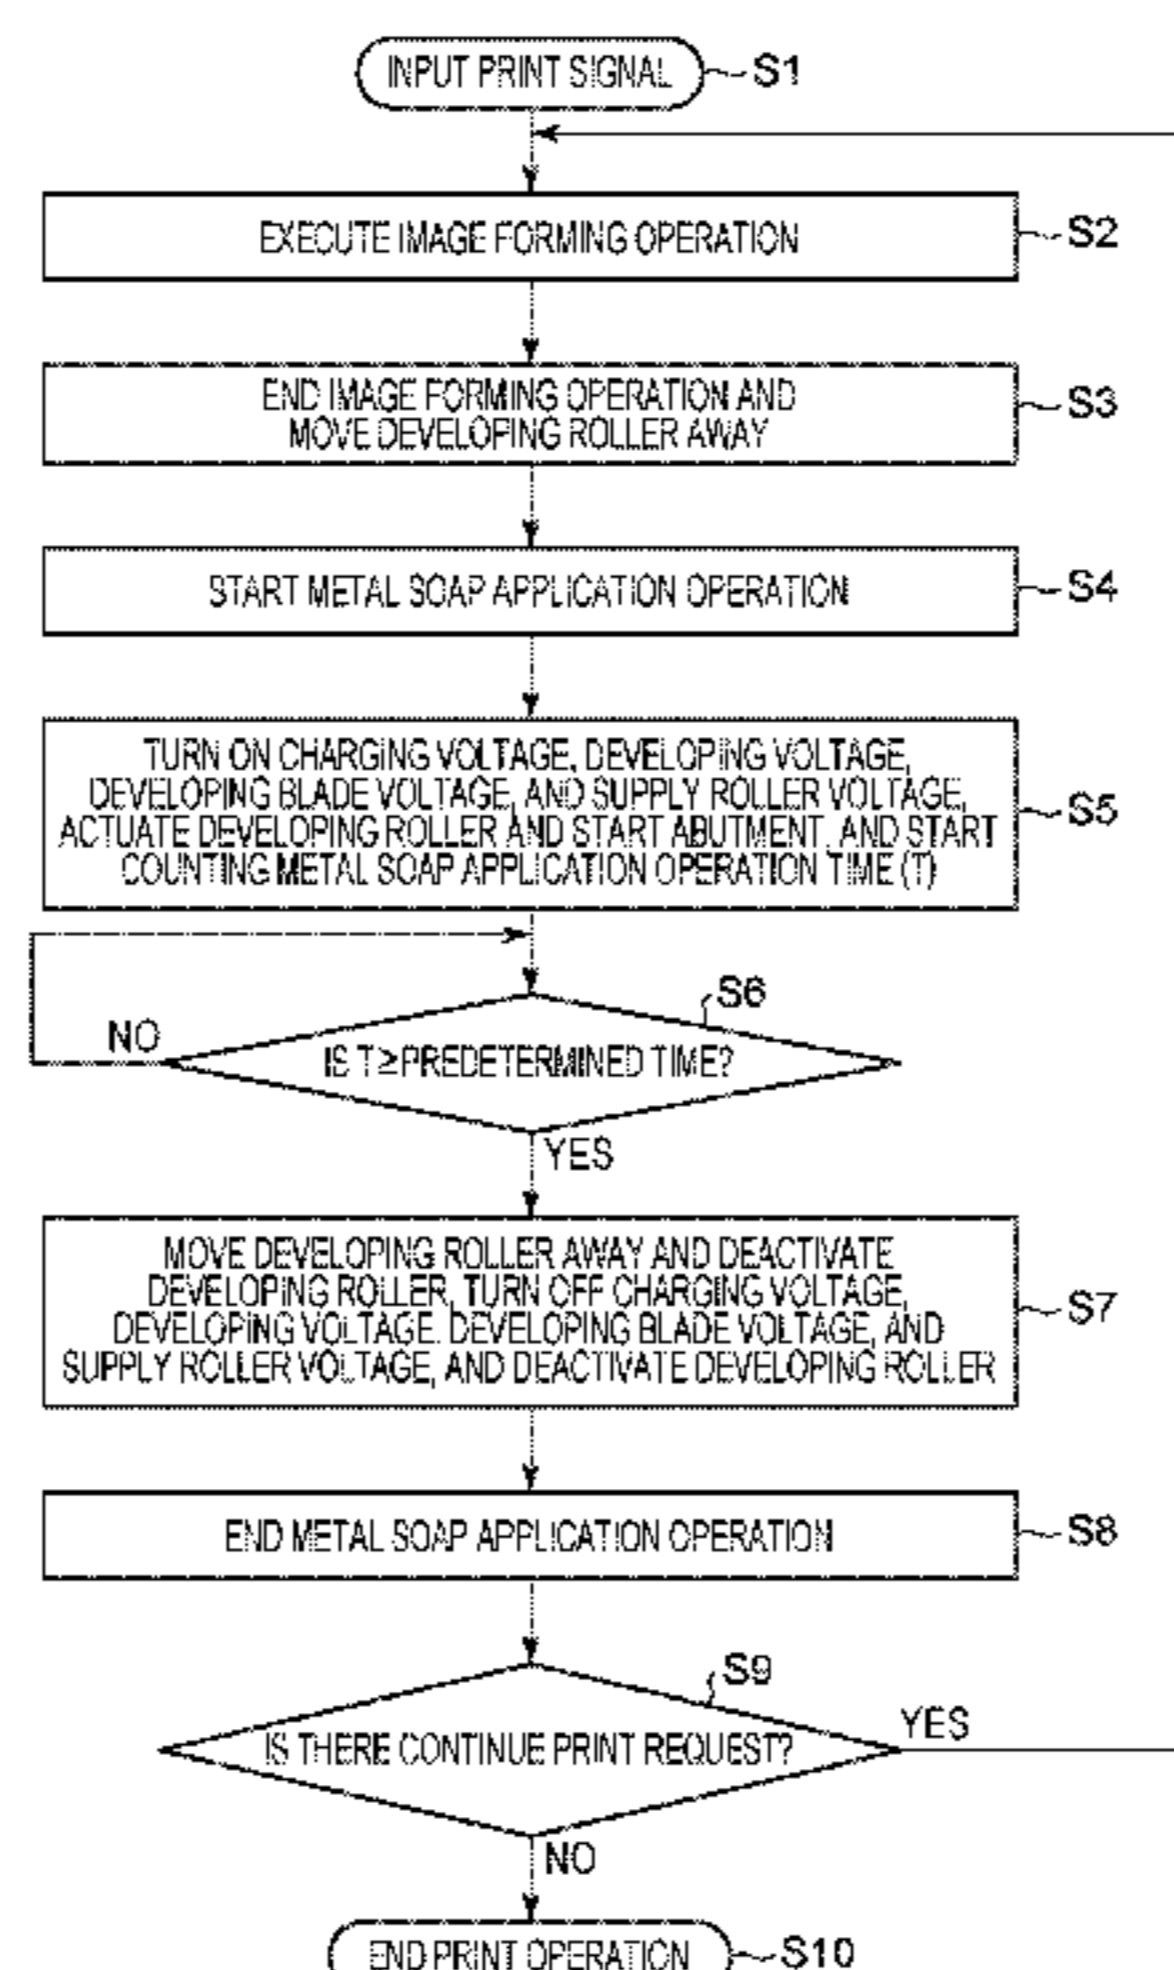 INPUT PRINT SIGNAL
S1
EXECUTE IMAGE FORMING OPERATION
S2
END IMAGE FORMING OPERATION AND
MOVE DEVELOPING ROLLER AWAY
S3
START METAL SOAP APPLICATION OPERATION
S4
TURN ON CHARGING VOLTAGE, DEVELOPING VOLTAGE,
DEVELOPING BLADE VOLTAGE, AND SUPPLY ROLLER VOLTAGE,
ACTUATE DEVELOPING ROLLER AND START ABUTMENT, AND START
COUNTING METAL SOAP APPLICATION OPERATION TIME (T)
S5
S6
NO
IS T≥PREDETERMINED TIME?
YES
MOVE DEVELOPING ROLLER AWAY AND DEACTIVATE
DEVELOPING ROLLER, TURN OFF CHARGING VOLTAGE,
DEVELOPING VOLTAGE, DEVELOPING BLADE VOLTAGE, AND
SUPPLY ROLLER VOLTAGE, AND DEACTIVATE DEVELOPING ROLLER
S7
END METAL SOAP APPLICATION OPERATION
S8
S9
IS THERE CONTINUE PRINT REQUEST?
YES
NO
END PRINT OPERATION
S10